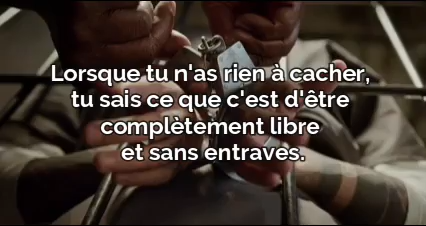 Lorsque tu n'as rien à cacher,
tu sais ce que c'est d'être
complètement libre
et sans entraves.